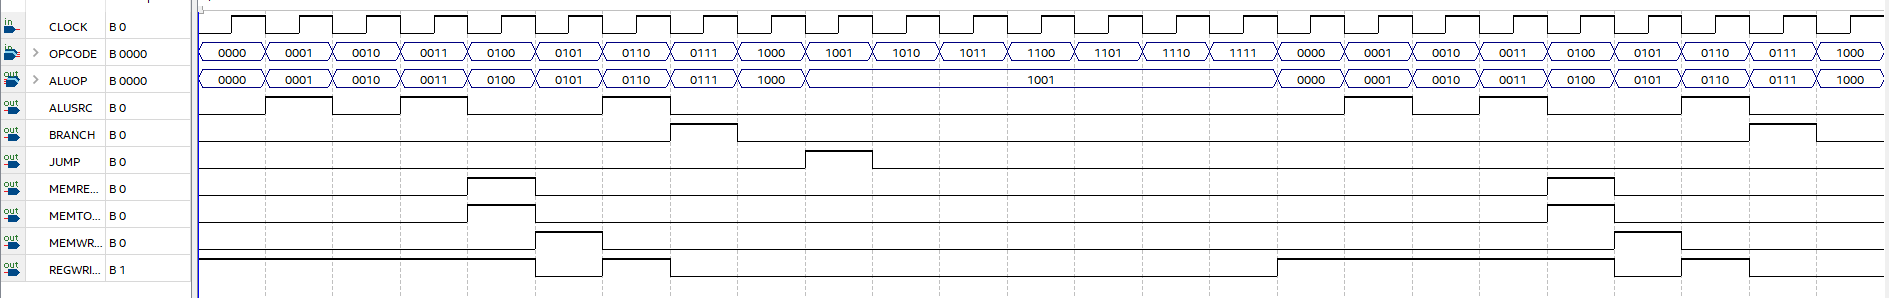 in CLOCK B 0
in OPCODE B 0000 0000 0001 0010 0011 0100 0101 0110 0111 1000 1001 1010 1011 1100 1101 1110 1111 0000 0001 0010 0011 0100 0101 0110 0111 1000
out ALUOP B 0000 0000 0001 0010 0011 0100 0101 0110 0111 1000 1001 0000 0001 0010 0011 0100 0101 0110 0111 1000
out ALUSRC B 0
out BRANCH B 0
out JUMP B 0
out MEMRE... B 0
out MEMTO... B 0
out MEMWR... B 0
out REGWRI... B 1